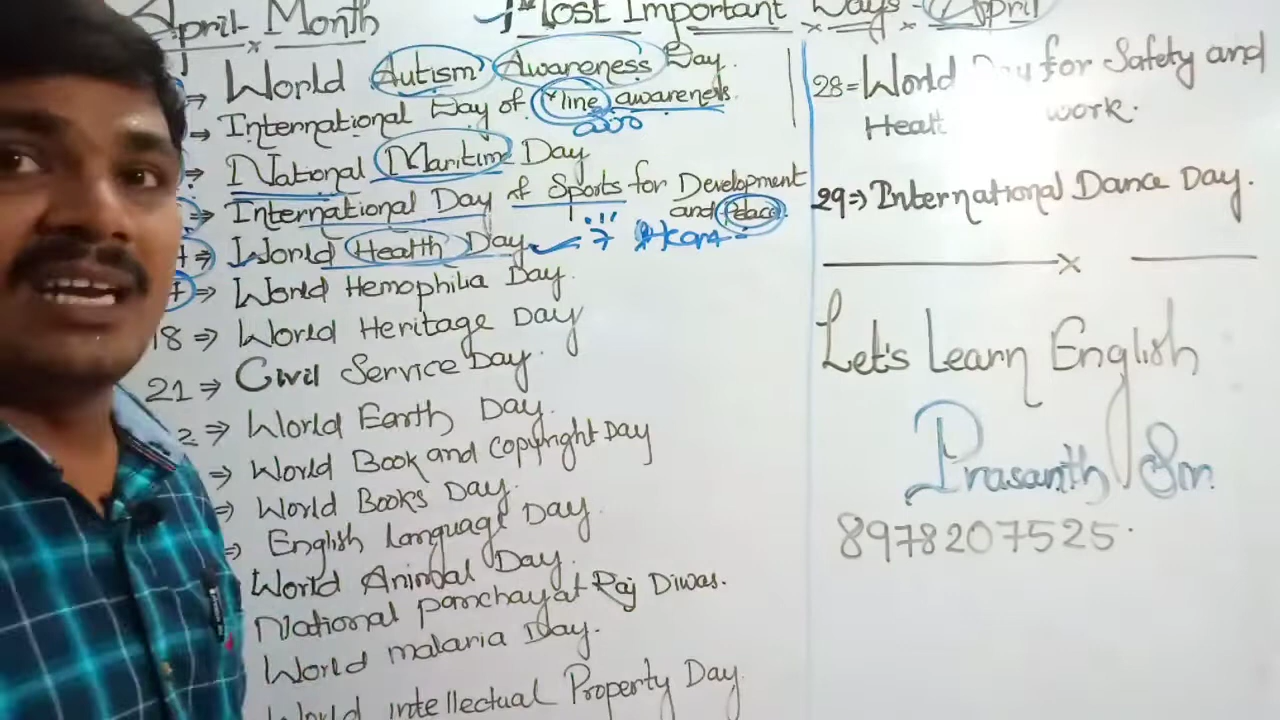 April Month
Most Important Days - April
World Autism Awareness Day.
⇒ International Day of Mine awareness.
⇒ National Maritime Day
⇒ International Day of Sports for Development
and Peace.
⇒ World Health Day
7
⇒ World Hemophilia Day.
18 ⇒ World Heritage Day
21 ⇒ Civil Service Day.
2 ⇒ World Earth Day.
⇒ World Book and Copyright Day
⇒ World Books Day.
⇒ English Language Day.
World Animal Day.
National panchayat Raj Diwas.
World malaria Day.
World intellectual Property Day
28 = World Day for Safety and
Healt work.
29 ⇒ International Dance Day.
Let's Learn English
Prasanth Sir.
8978207525.